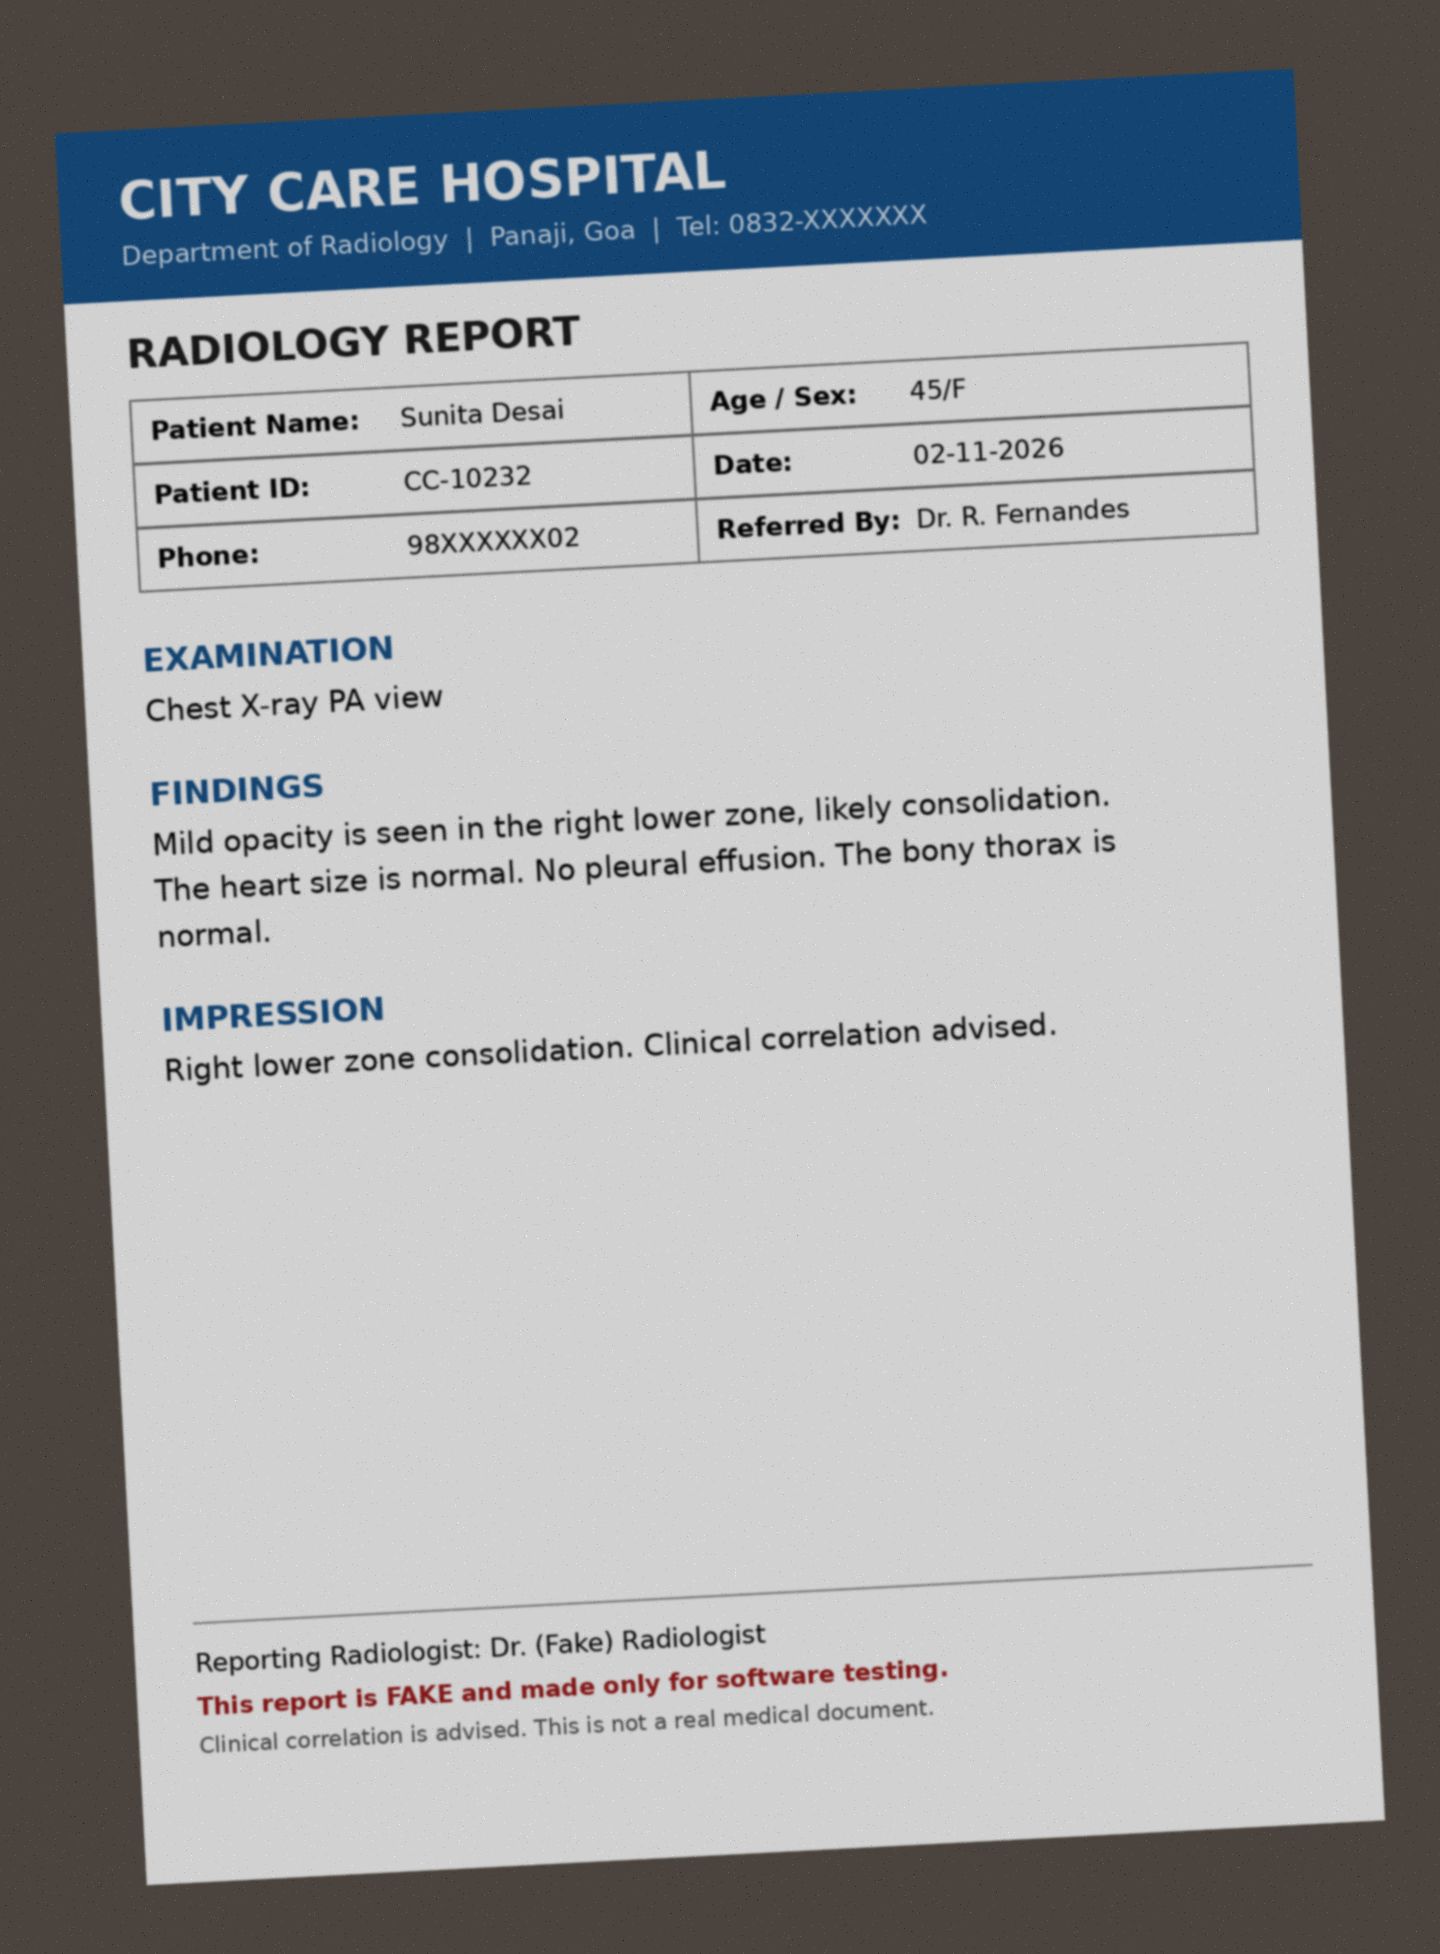 CITY CARE HOSPITAL
Department of Radiology | Panaji, Goa | Tel: 0832-XXXXXXX
RADIOLOGY REPORT
Patient Name: Sunita Desai Age / Sex: 45/F
Patient ID: CC-10232 Date: 02-11-2026
Phone: 98XXXXXX02 Referred By: Dr. R. Fernandes
EXAMINATION
Chest X-ray PA view
FINDINGS
Mild opacity is seen in the right lower zone, likely consolidation.
The heart size is normal. No pleural effusion. The bony thorax is
normal.
IMPRESSION
Right lower zone consolidation. Clinical correlation advised.
Reporting Radiologist: Dr. (Fake) Radiologist
This report is FAKE and made only for software testing.
Clinical correlation is advised. This is not a real medical document.